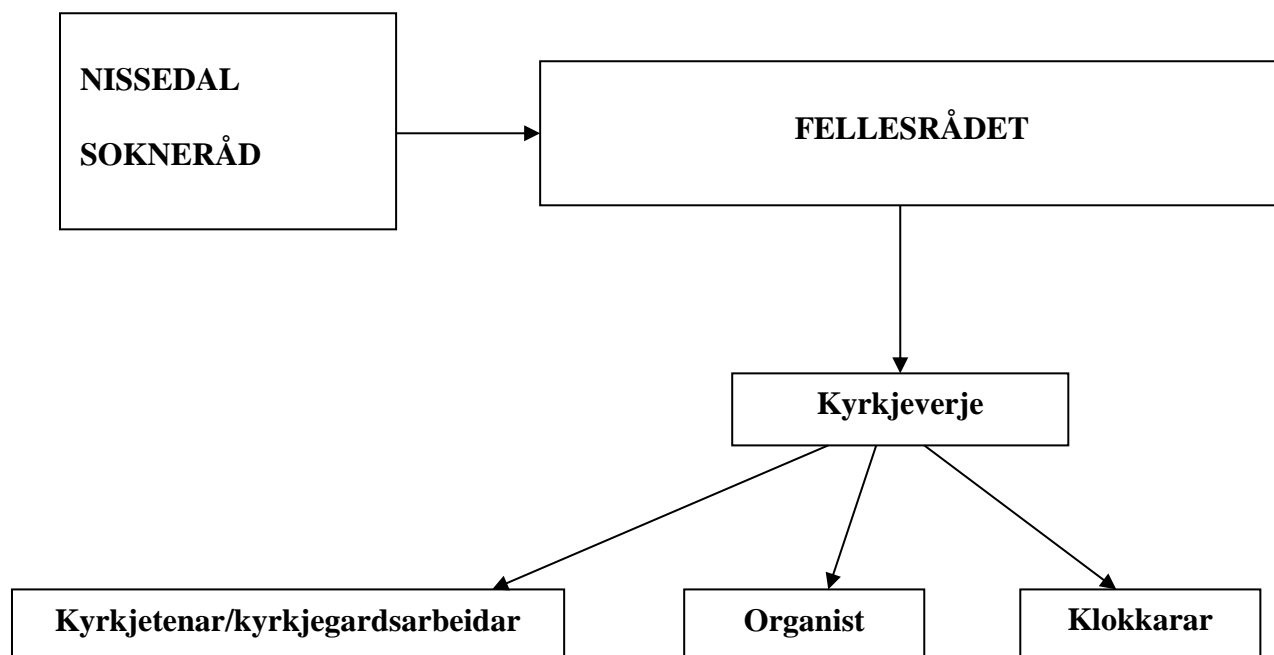 NISSEDAL
SOKNERÅD
FELLESRÅDET
Kyrkjeverje
Kyrkjetenar/kyrkjegardsarbeidar
Organist
Klokkarar